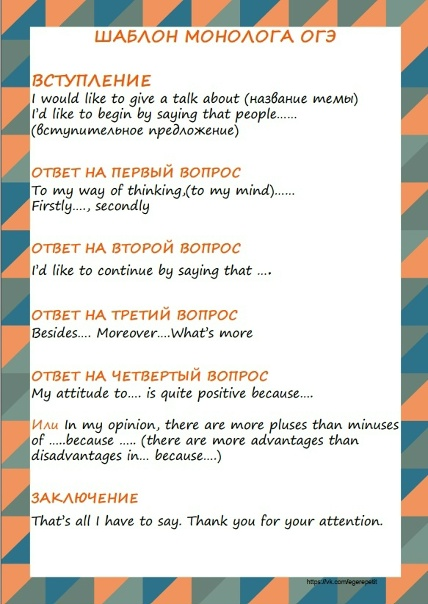 ШАБЛОН МОНОЛОГА ОГЭ
ВСТУПЛЕНИЕ
I would like to give a talk about (название темы)
I'd like to begin by saying that people......
(вступительное предложение)
ОТВЕТ НА ПЕРВЫЙ ВОПРОС
To my way of thinking,(to my mind)......
Firstly...., secondly
ОТВЕТ НА ВТОРОЙ ВОПРОС
I'd like to continue by saying that ....
ОТВЕТ НА ТРЕТИЙ ВОПРОС
Besides.... Moreover....What's more
ОТВЕТ НА ЧЕТВЕРТЫЙ ВОПРОС
My attitude to.... is quite positive because....
Или In my opinion, there are more pluses than minuses
of .....because ..... (there are more advantages than
disadvantages in... because....)
ЗАКЛЮЧЕНИЕ
That's all I have to say. Thank you for your attention.
https://vk.com/egerepetit